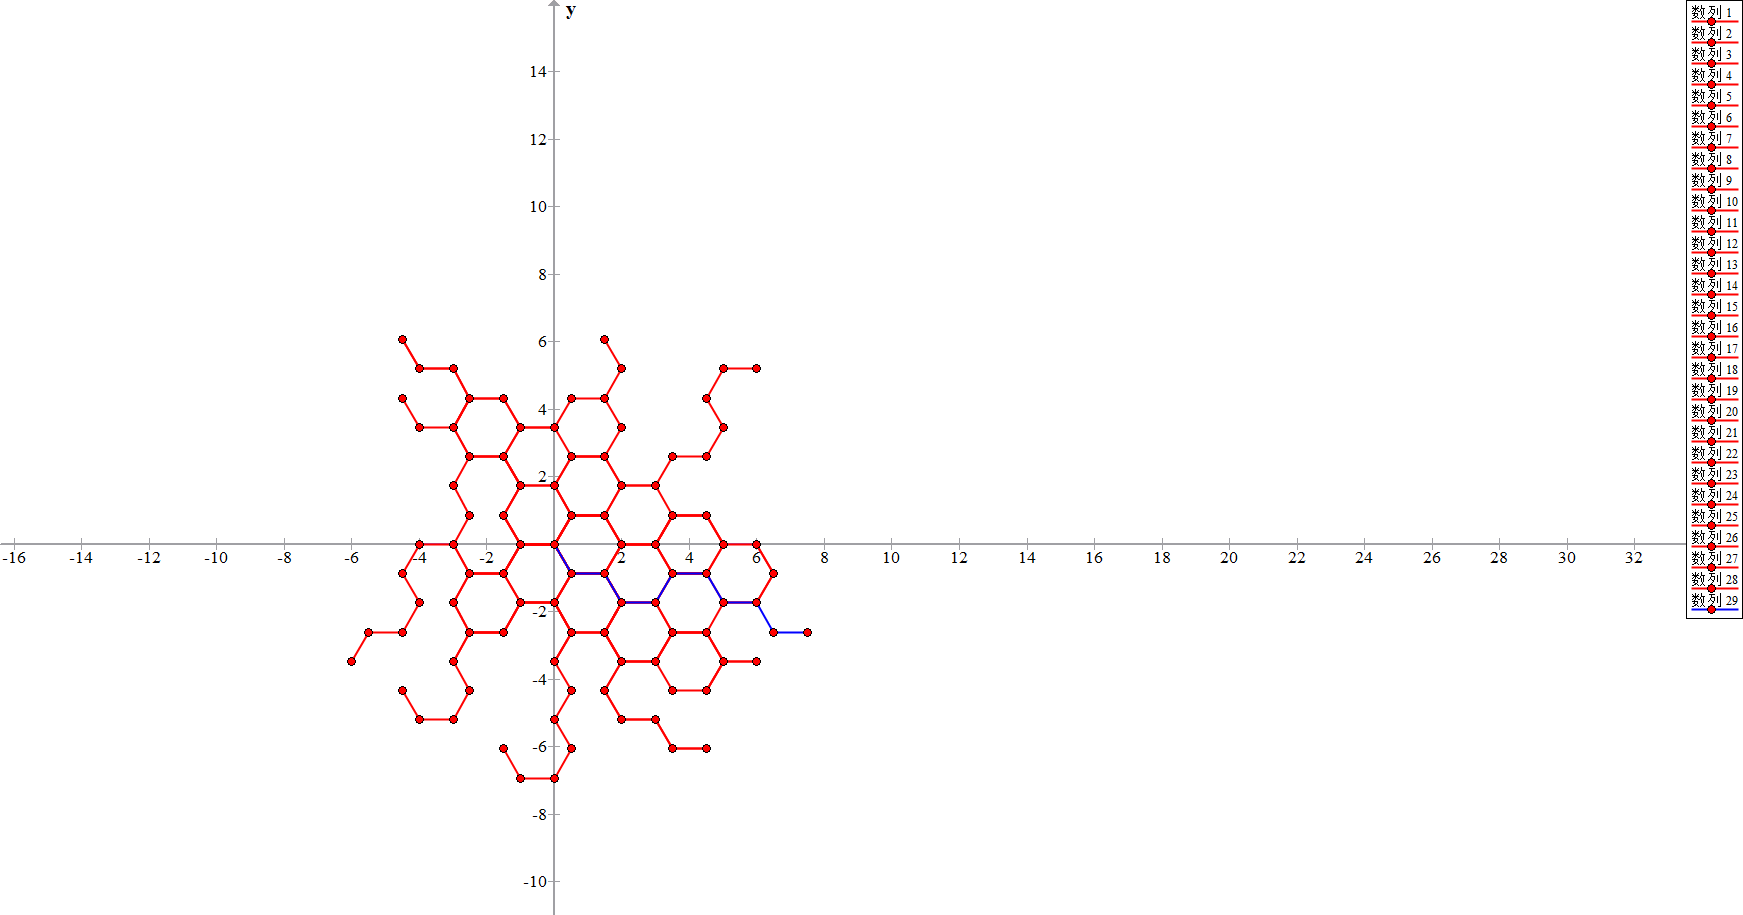 y
14
12
10
8
6
4
2
-16 -14 -12 -10 -8 -6 -4 -2 2 4 6 8 10 12 14 16 18 20 22 24 26 28 30 32
-2
-4
-6
-8
-10
数列 1
数列 2
数列 3
数列 4
数列 5
数列 6
数列 7
数列 8
数列 9
数列 10
数列 11
数列 12
数列 13
数列 14
数列 15
数列 16
数列 17
数列 18
数列 19
数列 20
数列 21
数列 22
数列 23
数列 24
数列 25
数列 26
数列 27
数列 28
数列 29